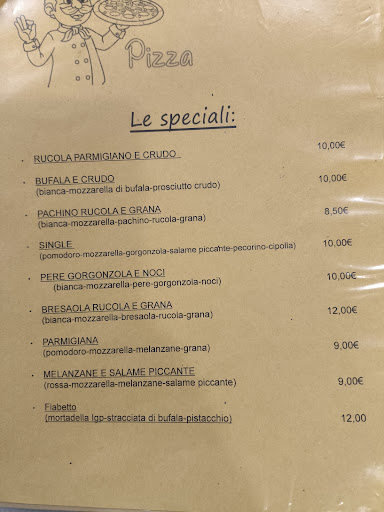 Pizza
Le speciali:
RUCOLA PARMIGIANO E CRUDO 10,00€
BUFALA E CRUDO 10,00€
(bianca-mozzarella di bufala-prosciutto crudo)
PACHINO RUCOLA E GRANA 8,50€
(bianca-mozzarella-pachino-rucola-grana)
SINGLE 10,00€
(pomodoro-mozzarella-gorgonzola-salame piccante-pecorino-cipolla)
PERE GORGONZOLA E NOCI 10,00€
(bianca-mozzarella-pere-gorgonzola-noci)
BRESAOLA RUCOLA E GRANA 12,00€
(bianca-mozzarella-bresaola-rucola-grana)
PARMIGIANA 9,00€
(pomodoro-mozzarella-melanzane-grana)
MELANZANE E SALAME PICCANTE 9,00€
(rossa-mozzarella-melanzane-salame piccante)
Fiabetto 12,00
(mortadella Igp-stracciata di bufala-pistacchio)